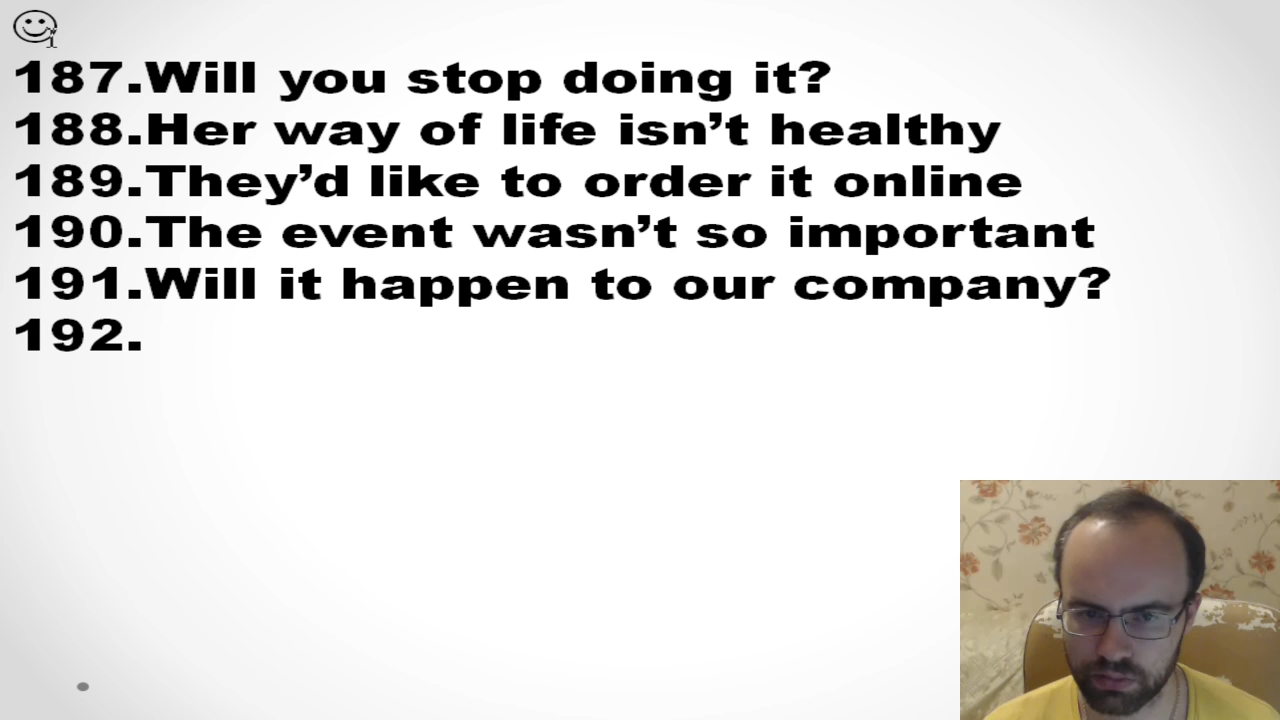 187.Will you stop doing it?
188.Her way of life isn’t healthy
189.They’d like to order it online
190.The event wasn’t so important
191.Will it happen to our company?
192.